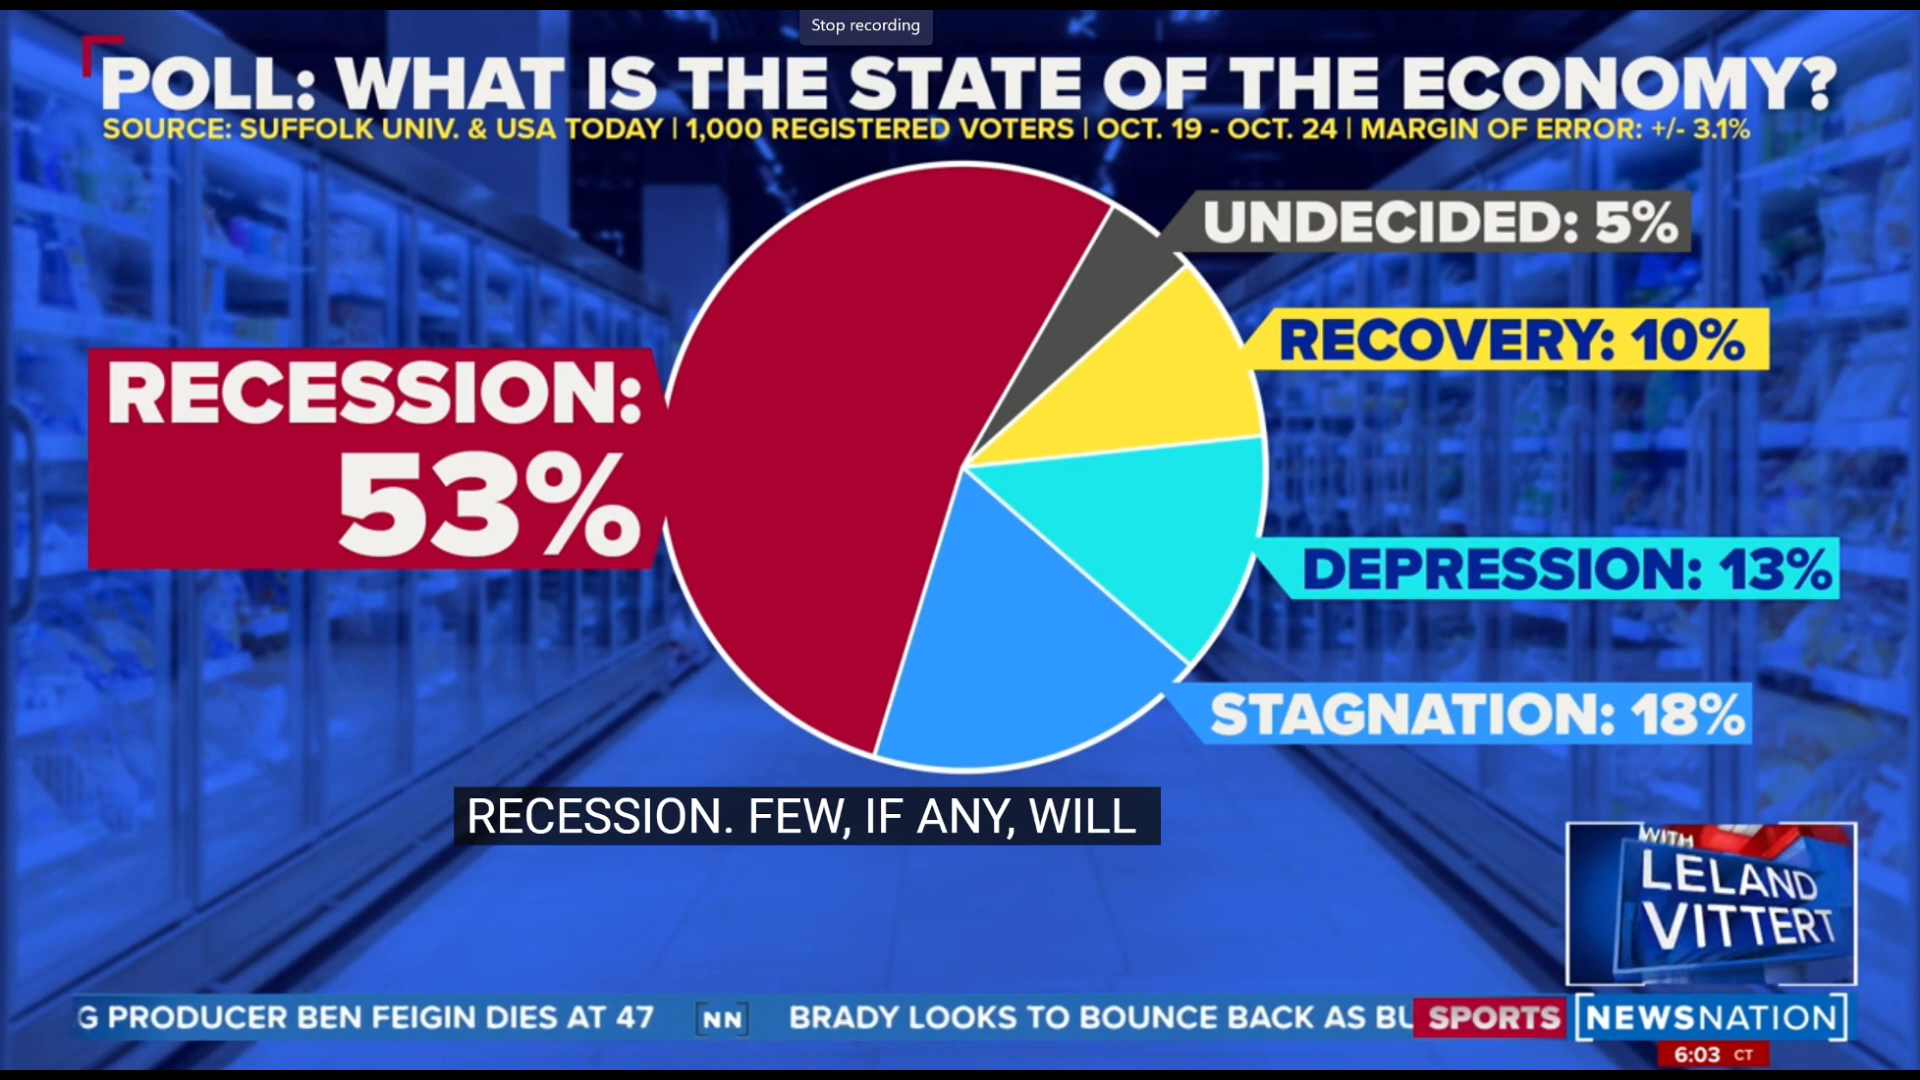 Stop recording
POLL: WHAT IS THE STATE OF THE ECONOMY?
SOURCE: SUFFOLK UNIV. & USA TODAY | 1,000 REGISTERED VOTERS | OCT. 19 - OCT. 24 | MARGIN OF ERROR: +/- 3.1%
UNDECIDED: 5%
RECOVERY: 10%
RECESSION:
53%
DEPRESSION: 13%
STAGNATION: 18%
RECESSION. FEW, IF ANY, WILL
WITH
LELAND
VITTERT
G PRODUCER BEN FEIGIN DIES AT 47 NN BRADY LOOKS TO BOUNCE BACK AS BU SPORTS NEWSNATION
6:03 CT